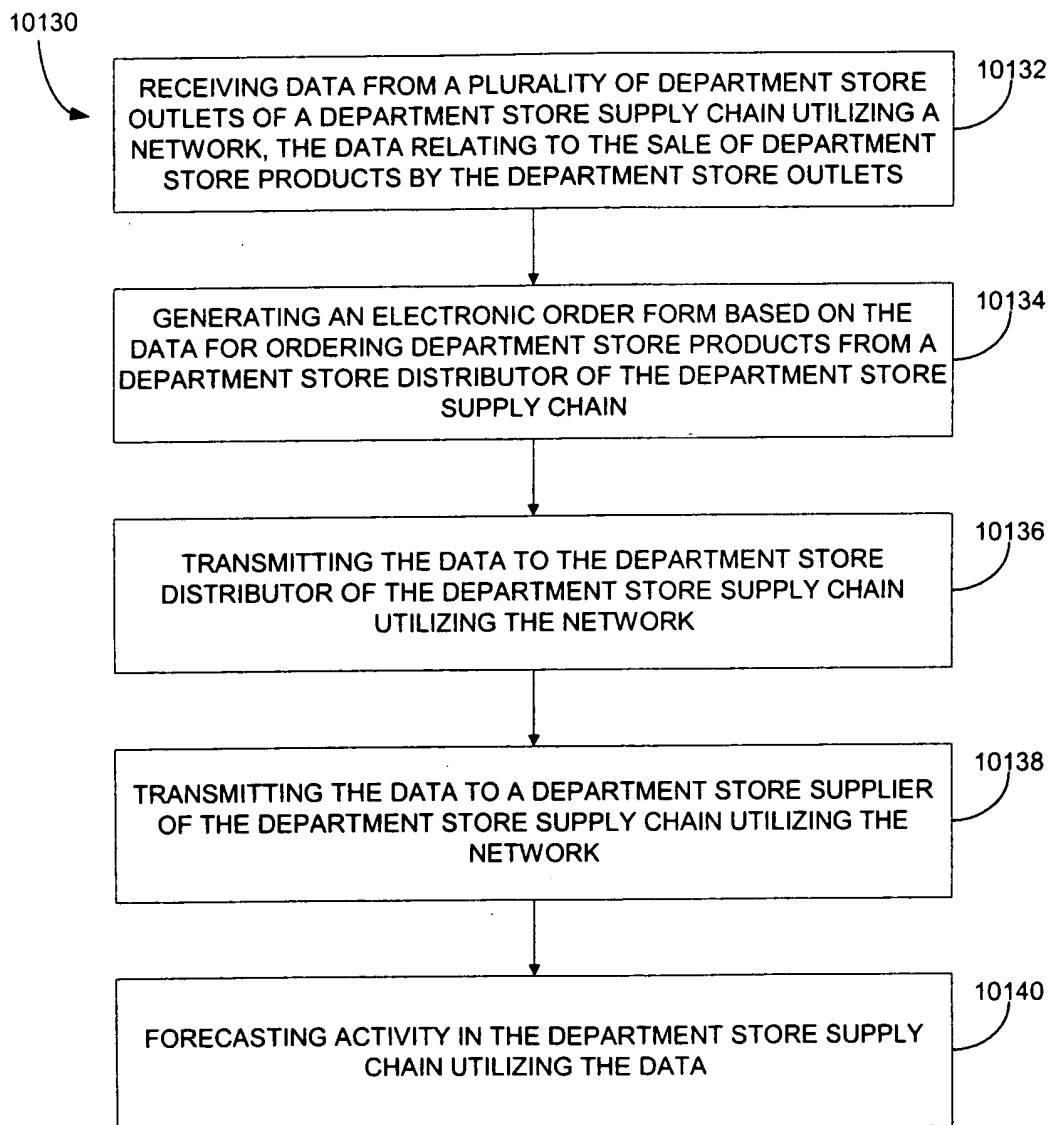 10130
10132
RECEIVING DATA FROM A PLURALITY OF DEPARTMENT STORE
OUTLETS OF A DEPARTMENT STORE SUPPLY CHAIN UTILIZING A
NETWORK, THE DATA RELATING TO THE SALE OF DEPARTMENT
STORE PRODUCTS BY THE DEPARTMENT STORE OUTLETS
10134
GENERATING AN ELECTRONIC ORDER FORM BASED ON THE
DATA FOR ORDERING DEPARTMENT STORE PRODUCTS FROM A
DEPARTMENT STORE DISTRIBUTOR OF THE DEPARTMENT STORE
SUPPLY CHAIN
10136
TRANSMITTING THE DATA TO THE DEPARTMENT STORE
DISTRIBUTOR OF THE DEPARTMENT STORE SUPPLY CHAIN
UTILIZING THE NETWORK
10138
TRANSMITTING THE DATA TO A DEPARTMENT STORE SUPPLIER
OF THE DEPARTMENT STORE SUPPLY CHAIN UTILIZING THE
NETWORK
10140
FORECASTING ACTIVITY IN THE DEPARTMENT STORE SUPPLY
CHAIN UTILIZING THE DATA